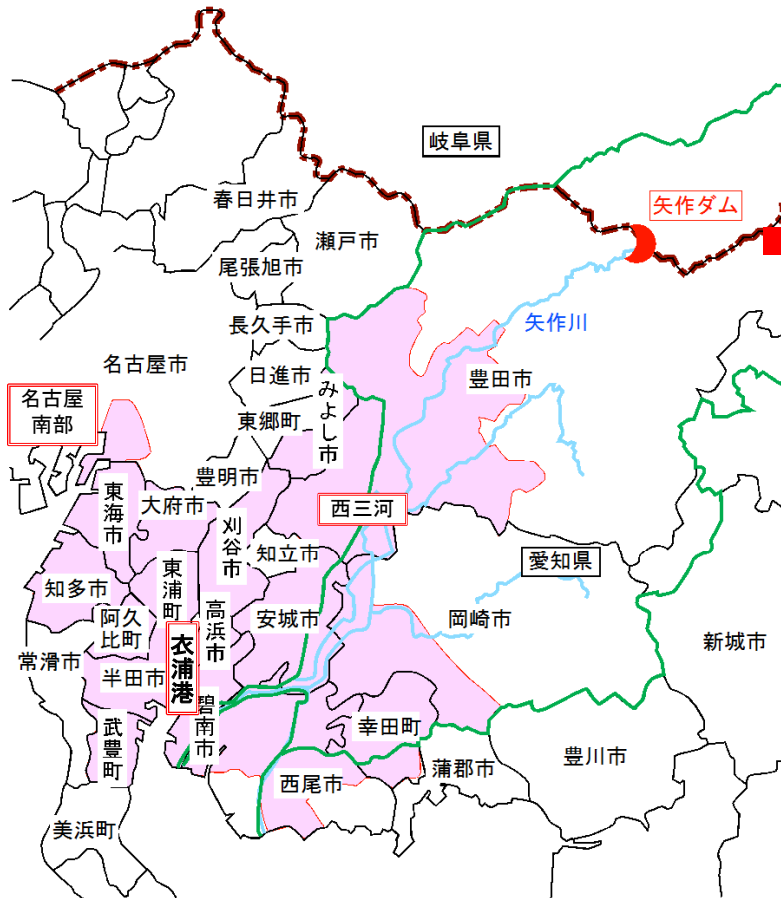 岐阜県
春日井市
矢作ダム
瀬戸市
尾張旭市
長久手市
矢作川
名古屋市
日進市
豊田市
みよし市
名古屋
南部
東郷町
豊明市
東海市
大府市
西三河
刈谷市
知立市
愛知県
知多市
東浦町
阿久
比町
高浜市
安城市
岡崎市
常滑市
衣浦港
新城市
半田市
碧南市
武豊町
幸田町
西尾市
蒲郡市
豊川市
美浜町